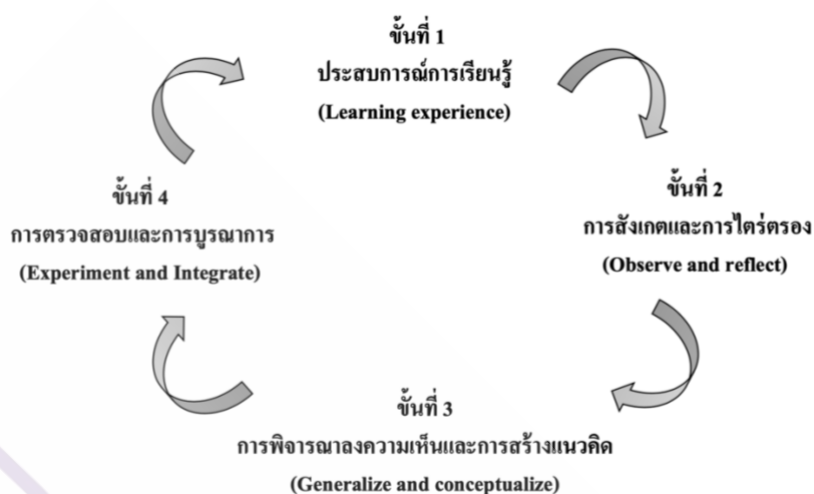 ขั้นที่ 1
ประสบการณ์การเรียนรู้
(Learning experience)
ขั้นที่ 2
การสังเกตและการไตร่ตรอง
(Observe and reflect)
ขั้นที่ 3
การพิจารณาลงความเห็นและการสร้างแนวคิด
(Generalize and conceptualize)
ขั้นที่ 4
การตรวจสอบและการบูรณาการ
(Experiment and Integrate)